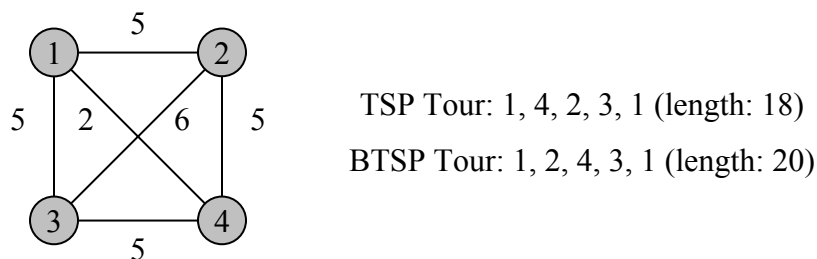 5
1 2
5 2 6 5
3 4
5
TSP Tour: 1, 4, 2, 3, 1 (length: 18)
BTSP Tour: 1, 2, 4, 3, 1 (length: 20)